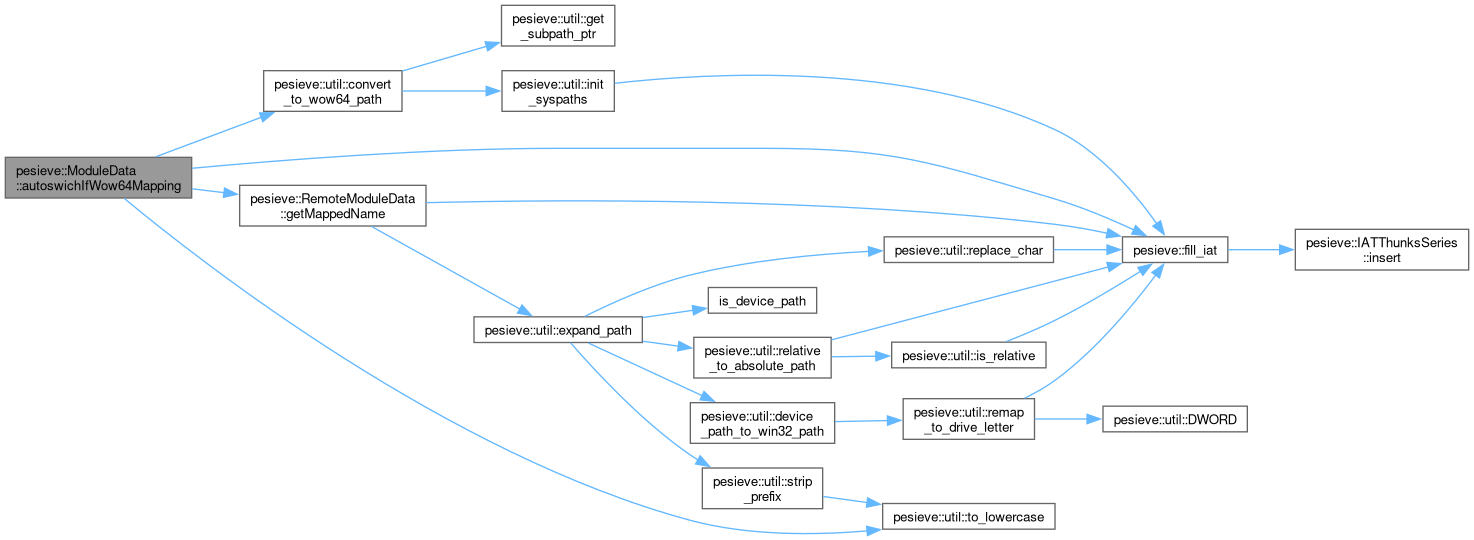 pesieve::util::get
_subpath_ptr
pesieve::util::convert
_to_wow64_path
pesieve::util::init
_syspaths
pesieve::ModuleData
::autoswichIfWow64Mapping
pesieve::RemoteModuleData
::getMappedName
pesieve::util::replace_char
pesieve::fill_iat
pesieve::IATThunksSeries
::insert
is_device_path
pesieve::util::expand_path
pesieve::util::relative
_to_absolute_path
pesieve::util::is_relative
pesieve::util::device
_path_to_win32_path
pesieve::util::remap
_to_drive_letter
pesieve::util::DWORD
pesieve::util::strip
_prefix
pesieve::util::to_lowercase